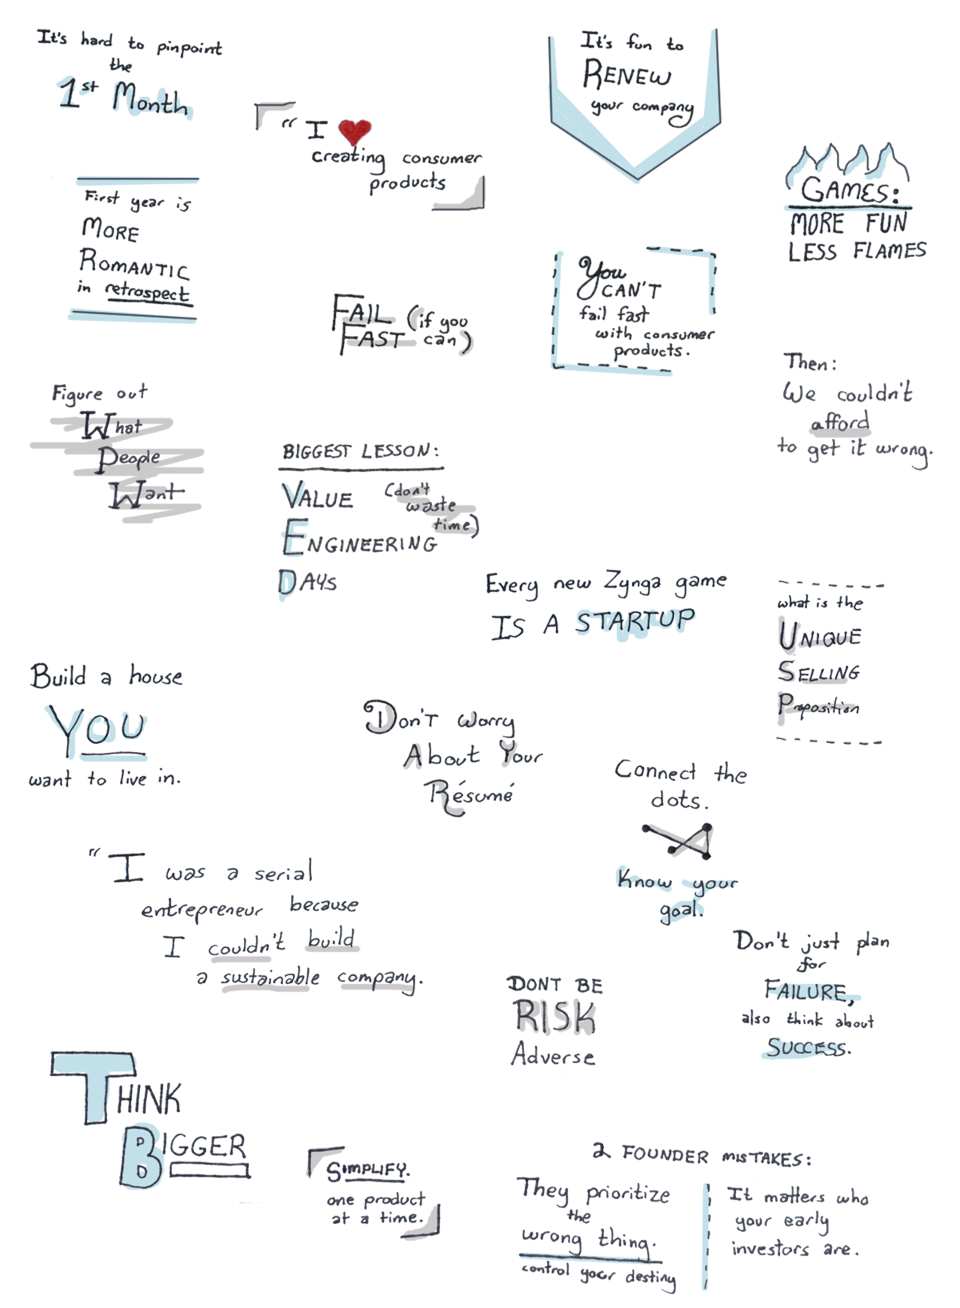 It's hard to pinpoint
the
1st Month
"I ♥
creating consumer
products
It's fun to
RENEW
your company
GAMES:
MORE FUN
LESS FLAMES
First year is
MORE
ROMANTIC
in retrospect
FAIL (if you
FAST can)
You
CAN'T
fail fast
with consumer
products.
Then:
We couldn't
afford
to get it wrong.
Figure out
What
People
Want
BIGGEST LESSON:
VALUE (don't
waste
time)
ENGINEERING
DAYS
Every new Zynga game
IS A STARTUP
what is the
UNIQUE
SELLING
Proposition
Build a house
YOU
want to live in.
DON'T Worry
About Your
Résumé
Connect the
dots.
Know your
goal.
"I was a serial
entrepreneur because
I couldn't build
a sustainable company.
DONT BE
RISK
Adverse
Don't just plan
for
FAILURE,
also think about
SUCCESS.
THINK
BIGGER
SIMPLIFY.
one product
at a time.
2 FOUNDER MISTAKES:
They prioritize
the
wrong thing.
control your destiny
It matters who
your early
investors are.